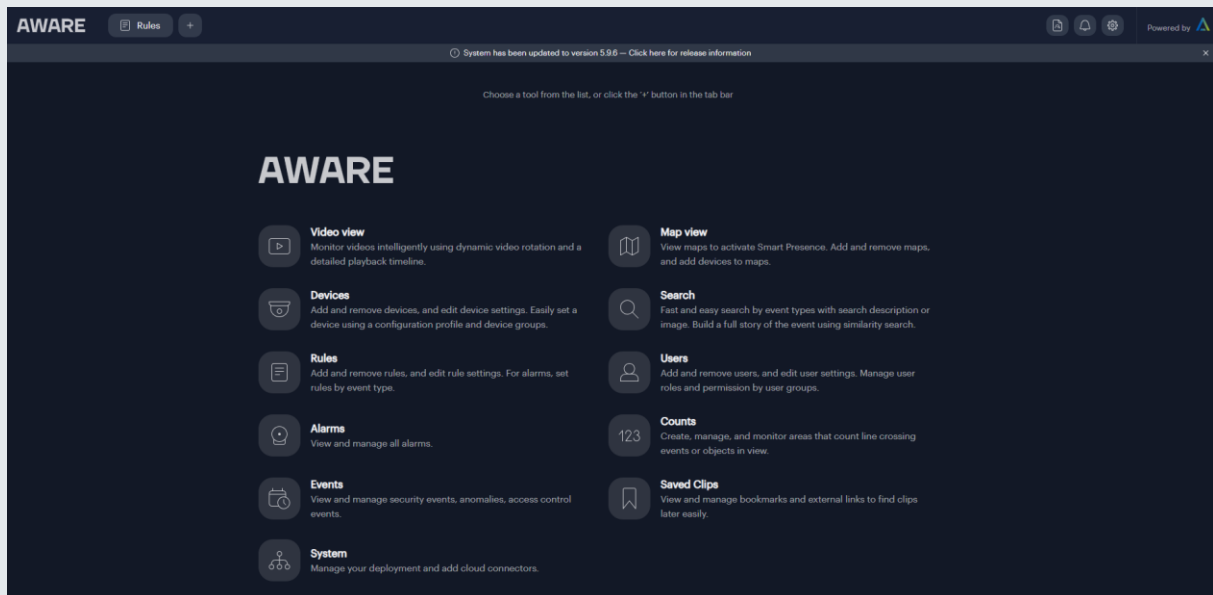 AWARE
Rules
+
Powered by
System has been updated to version 5.9.6 — Click here for release information
×
Choose a tool from the list, or click the '+' button in the tab bar
AWARE
Video view
Monitor videos intelligently using dynamic video rotation and a
detailed playback timeline.
Map view
View maps to activate Smart Presence. Add and remove maps,
and add devices to maps.
Devices
Add and remove devices, and edit device settings. Easily set a
device using a configuration profile and device groups.
Search
Fast and easy search by event types with search description or
image. Build a full story of the event using similarity search.
Rules
Add and remove rules, and edit rule settings. For alarms, set
rules by event type.
Users
Add and remove users, and edit user settings. Manage user
roles and permission by user groups.
Alarms
View and manage all alarms.
123
Counts
Create, manage, and monitor areas that count line crossing
events or objects in view.
Events
View and manage security events, anomalies, access control
events.
Saved Clips
View and manage bookmarks and external links to find clips
later easily.
System
Manage your deployment and add cloud connectors.